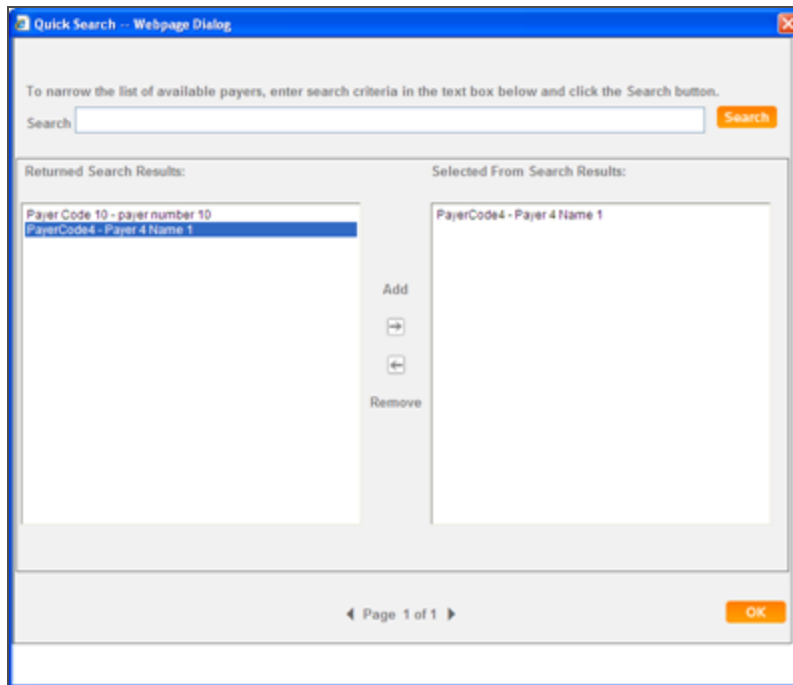 Quick Search -- Webpage Dialog
To narrow the list of available payers, enter search criteria in the text box below and click the Search button.
Search
Search
Returned Search Results:
Selected From Search Results:
Payer Code 10 - payer number 10
PayerCode4 - Payer 4 Name 1
PayerCode4 - Payer 4 Name 1
Add
Remove
Page 1 of 1
OK